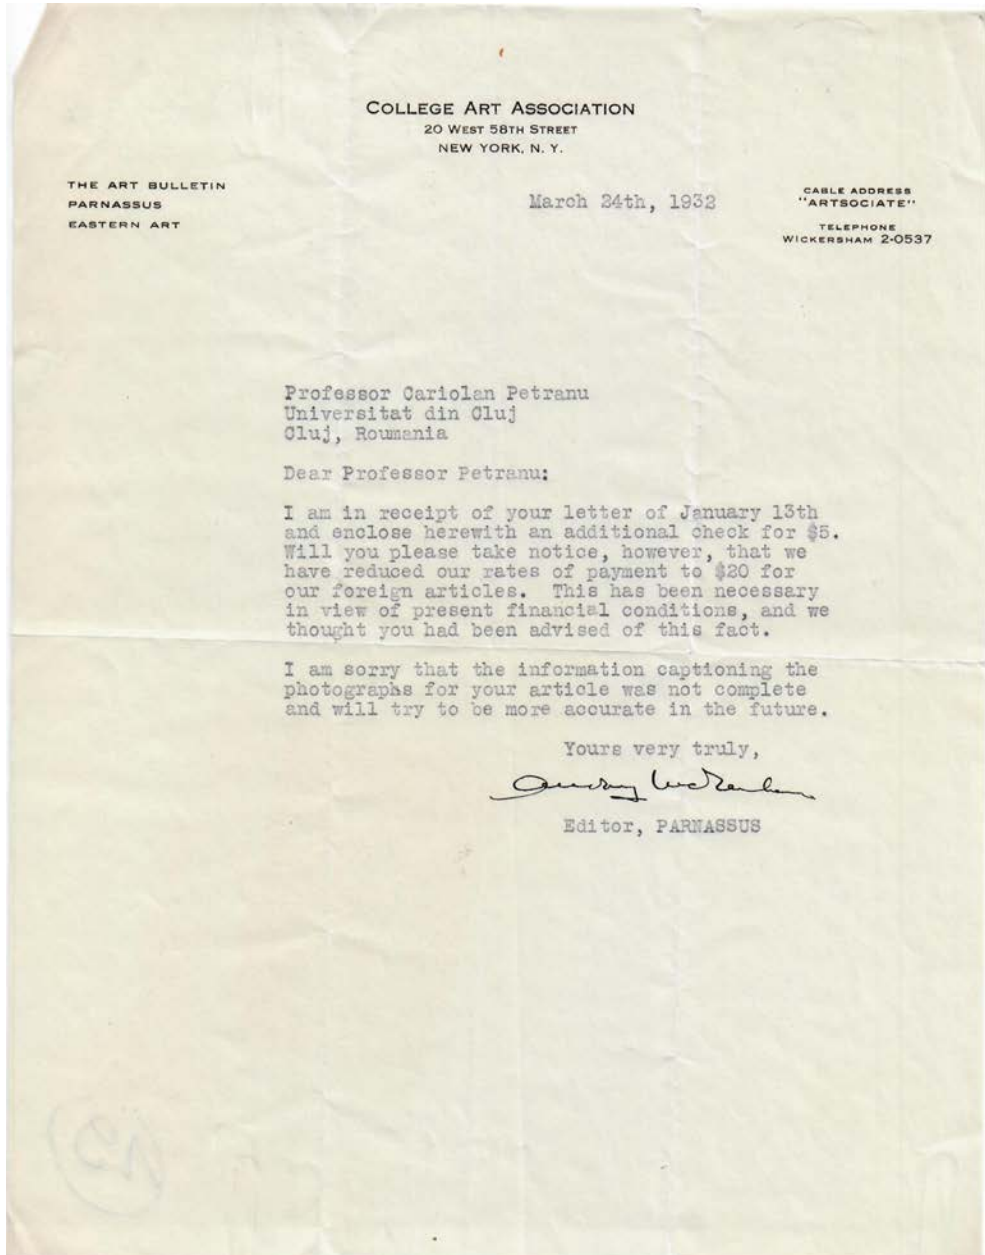 COLLEGE ART ASSOCIATION
20 WEST 58TH STREET
NEW YORK, N. Y.
THE ART BULLETIN
PARNASSUS
EASTERN ART
March 24th, 1932
CABLE ADDRESS
"ARTSOCIATE"
TELEPHONE
WICKERSHAM 2-0537
Professor Cariolan Petranu
Universitat din Cluj
Cluj, Roumania
Dear Professor Petranu:
I am in receipt of your letter of January 13th
and enclose herewith an additional check for $5.
Will you please take notice, however, that we
have reduced our rates of payment to $20 for
our foreign articles. This has been necessary
in view of present financial conditions, and we
thought you had been advised of this fact.
I am sorry that the information captioning the
photographs for your article was not complete
and will try to be more accurate in the future.
Yours very truly,
Editor, PARNASSUS